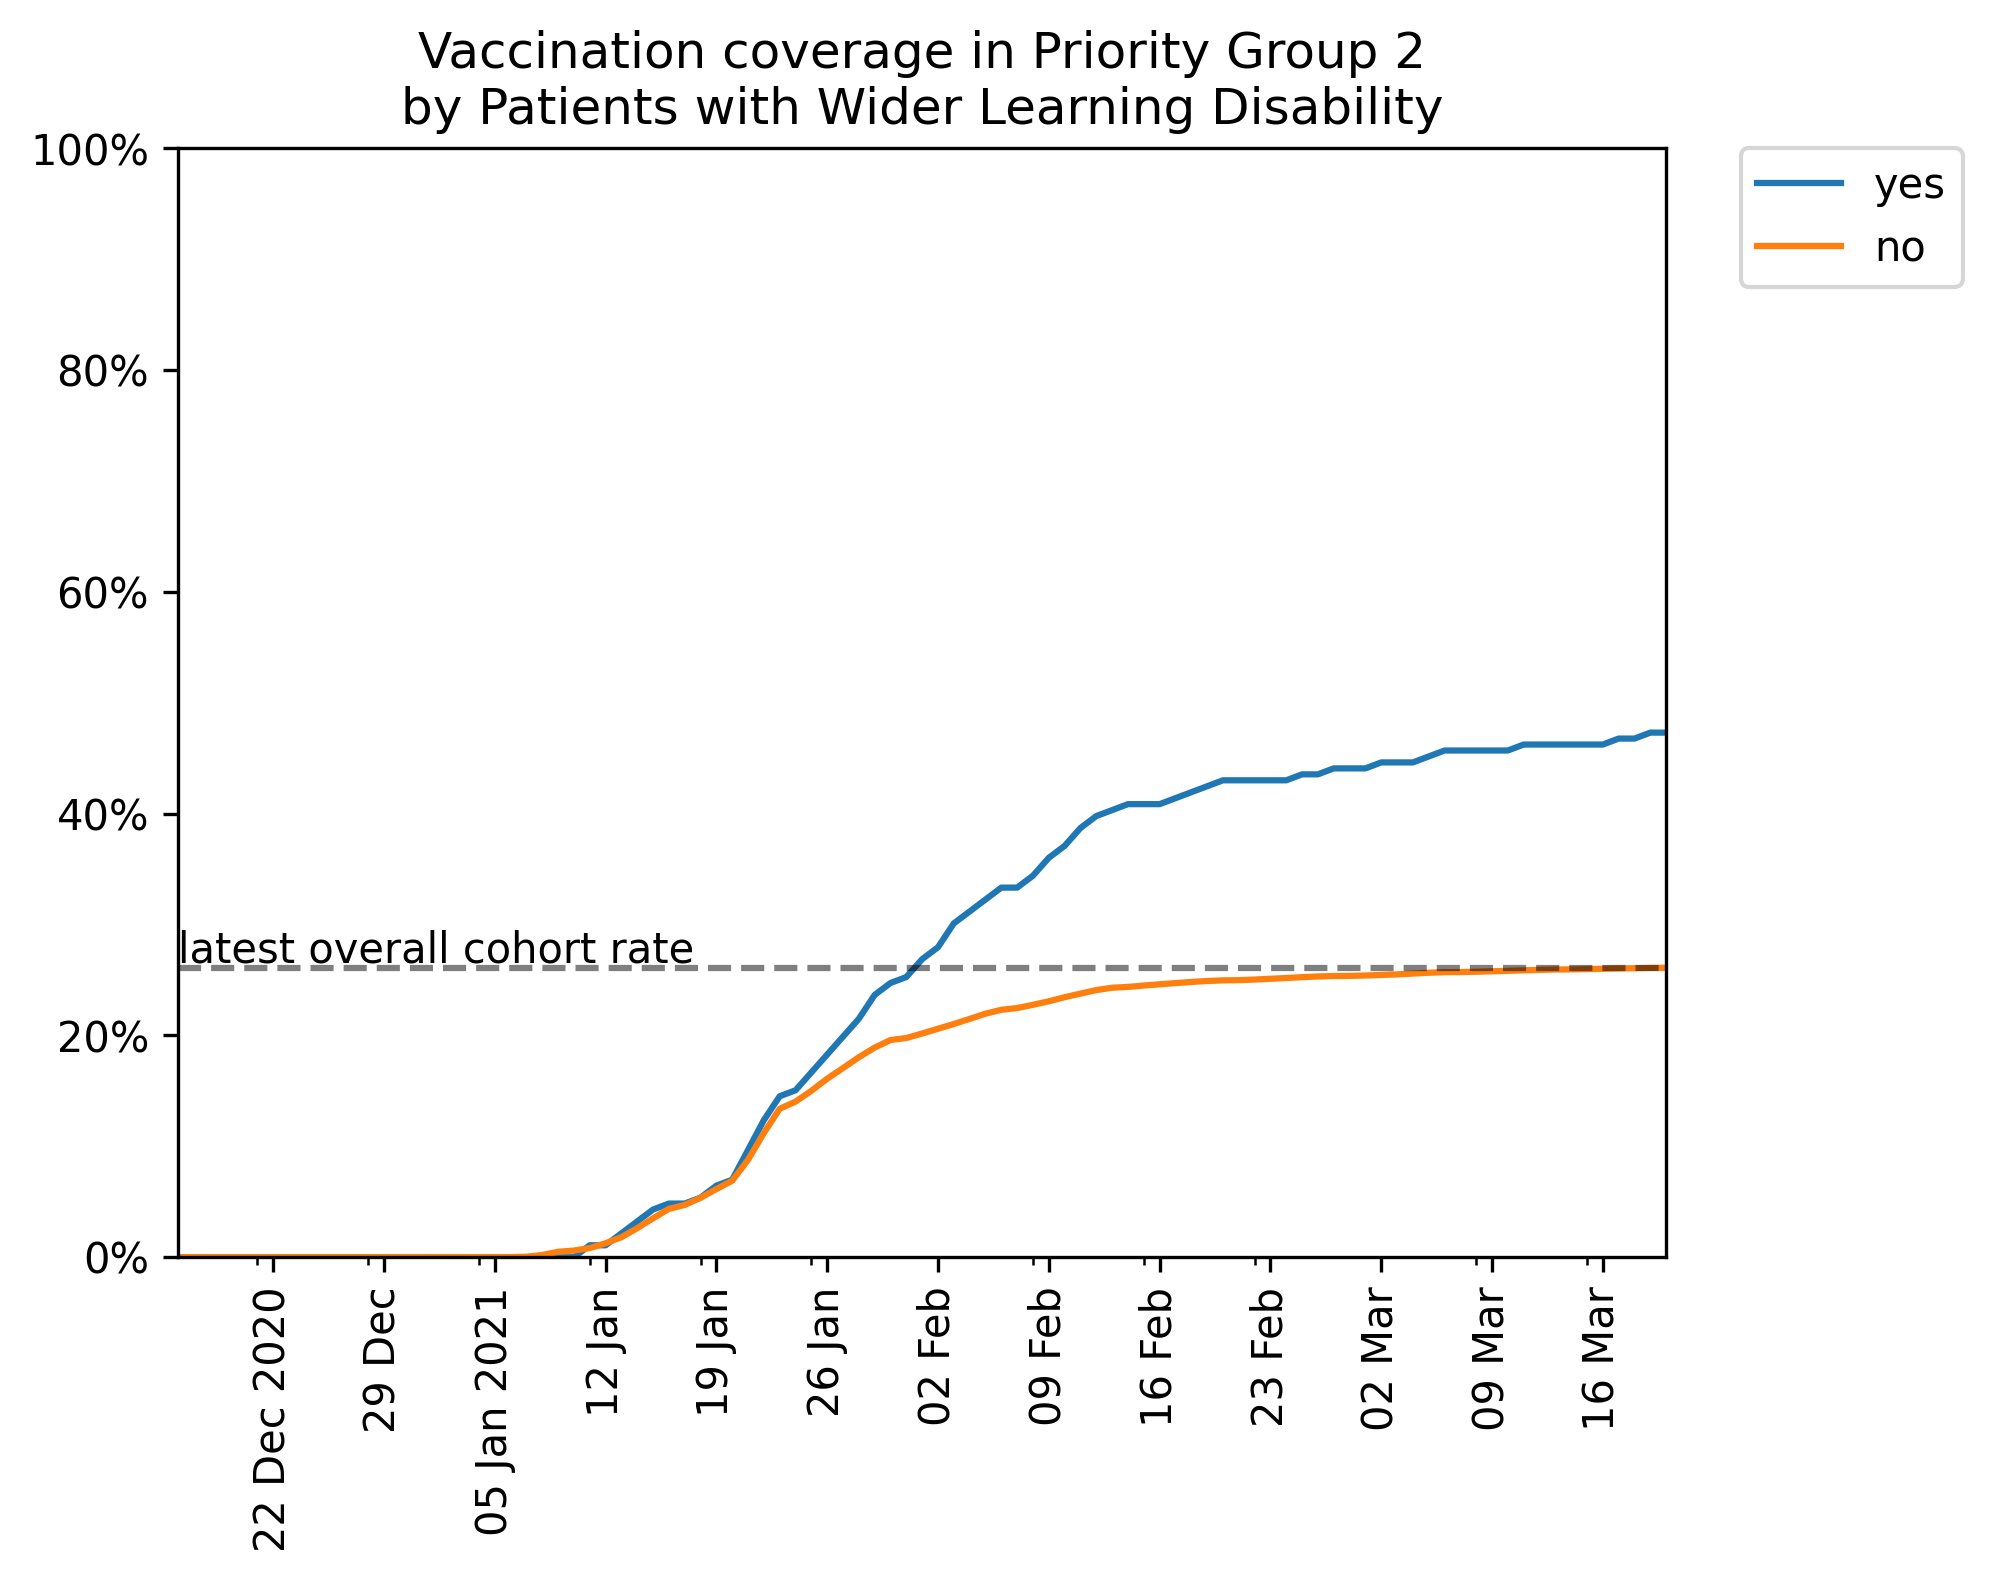 Vaccination coverage in Priority Group 2
by Patients with Wider Learning Disability
100%
80%
60%
40%
20%
0%
yes
no
latest overall cohort rate
22 Dec 2020
29 Dec
05 Jan 2021
12 Jan
19 Jan
26 Jan
02 Feb
09 Feb
16 Feb
23 Feb
02 Mar
09 Mar
16 Mar